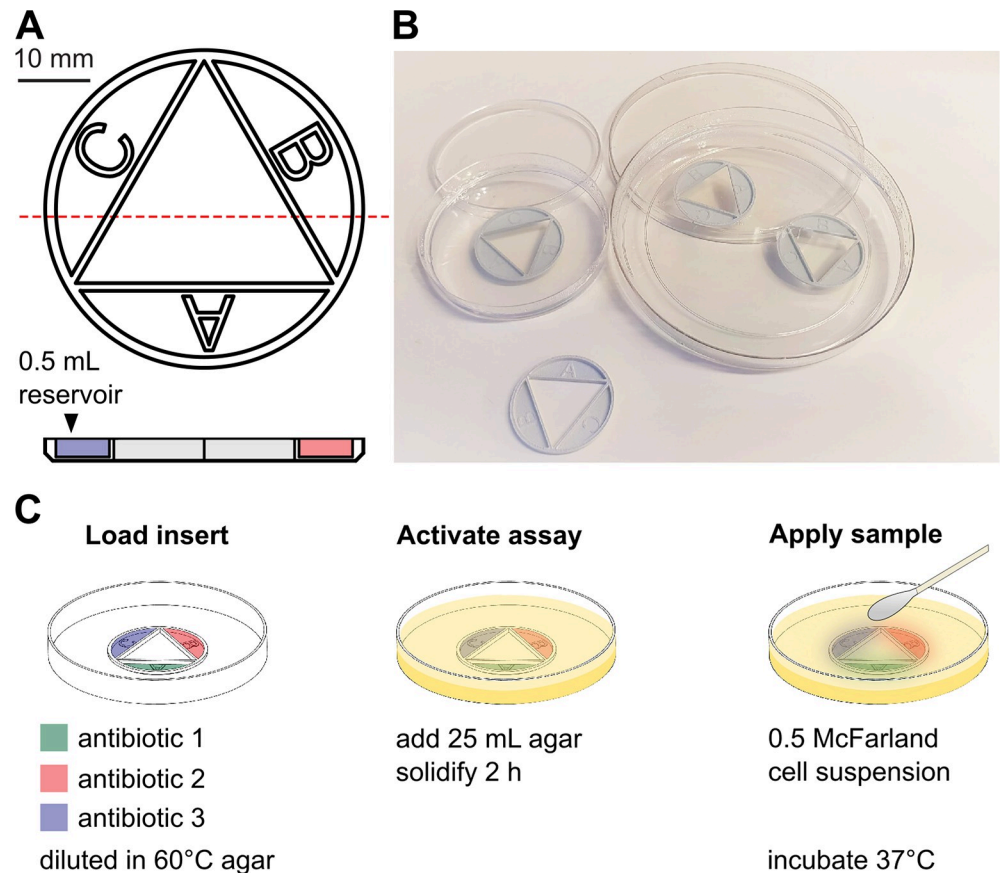 A
10 mm
C
B
A
0.5 mL
reservoir
B
A
C
Load insert
Activate assay
Apply sample
antibiotic 1
antibiotic 2
antibiotic 3
diluted in 60°C agar
add 25 mL agar
solidify 2 h
0.5 McFarland
cell suspension
incubate 37°C